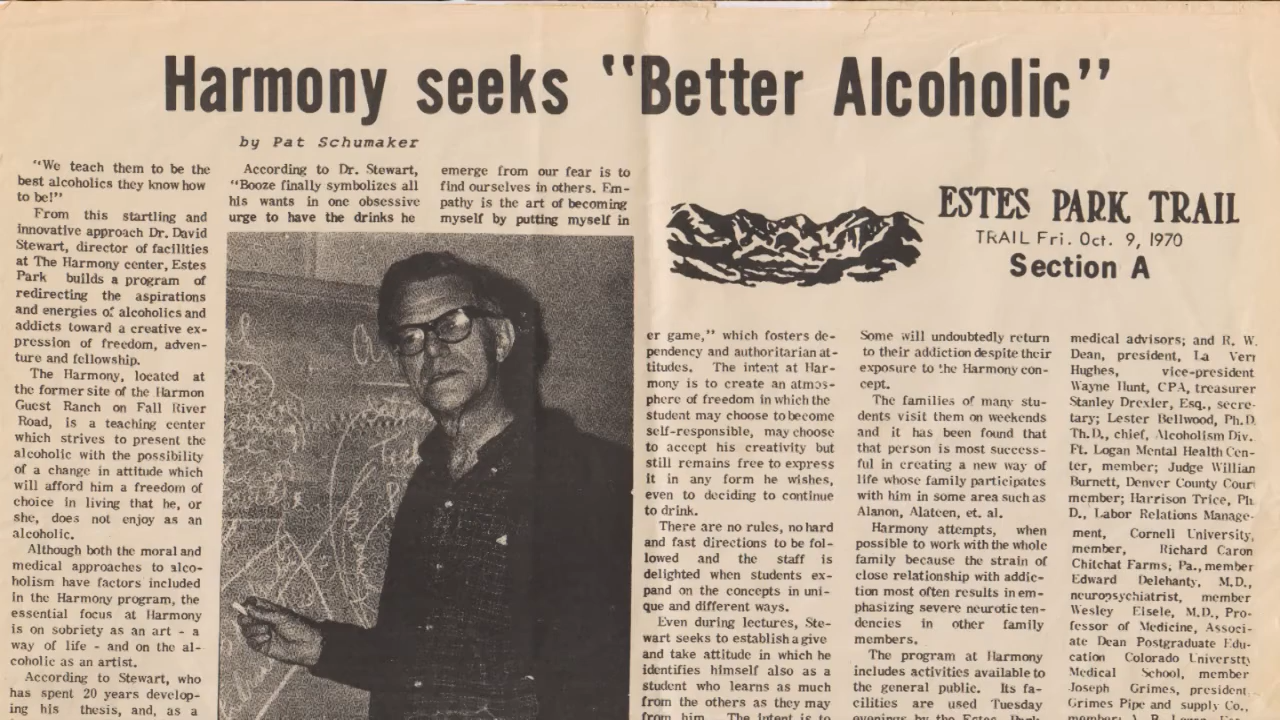 Harmony seeks "Better Alcoholic"
by Pat Schumaker
"We teach them to be the
best alcoholics they know how
to be!"
From this startling and
innovative approach Dr. David
Stewart, director of facilities
at The Harmony center, Estes
Park builds a program of
redirecting the aspirations
and energies of alcoholics and
addicts toward a creative ex-
pression of freedom, adven-
ture and fellowship.
The Harmony, located at
the former site of the Harmon
Guest Ranch on Fall River
Road, is a teaching center
which strives to present the
alcoholic with the possibility
of a change in attitude which
will afford him a freedom of
choice in living that he, or
she, does not enjoy as an
alcoholic.
Although both the moral and
medical approaches to alco-
holism have factors included
in the Harmony program, the
essential focus at Harmony
is on sobriety as an art - a
way of life - and on the al-
coholic as an artist.
According to Stewart, who
has spent 20 years develop-
ing his thesis, and, as a
According to Dr. Stewart,
"Booze finally symbolizes all
his wants in one obsessive
urge to have the drinks he
emerge from our fear is to
find ourselves in others. Em-
pathy is the art of becoming
myself by putting myself in
ESTES PARK TRAIL
TRAIL Fri. Oct. 9, 1970
Section A
er game," which fosters de-
pendency and authoritarian at-
titudes. The intent at Har-
mony is to create an atmos-
phere of freedom in which the
student may choose to become
self-responsible, may choose
to accept his creativity but
still remains free to express
it in any form he wishes,
even to deciding to continue
to drink.
There are no rules, no hard
and fast directions to be fol-
lowed and the staff is
delighted when students ex-
pand on the concepts in uni-
que and different ways.
Even during lectures, Ste-
wart seeks to establish a give
and take attitude in which he
identifies himself also as a
student who learns as much
from the others as they may
from him. The intent is to
Some will undoubtedly return
to their addiction despite their
exposure to the Harmony con-
cept.
The families of many stu-
dents visit them on weekends
and it has been found that
that person is most success-
ful in creating a new way of
life whose family participates
with him in some area such as
Alanon, Alateen, et. al.
Harmony attempts, when
possible to work with the whole
family because the strain of
close relationship with addic-
tion most often results in em-
phasizing severe neurotic ten-
dencies in other family
members.
The program at Harmony
includes activities available to
the general public. Its fa-
cilities are used Tuesday
evenings by the Estes Park
medical advisors; and R. W.
Dean, president, La Vern
Hughes, vice-president
Wayne Hunt, CPA, treasurer
Stanley Drexler, Esq., secre-
tary; Lester Bellwood, Ph.D.
Th.D., chief, Alcoholism Div.
Ft. Logan Mental Health Cen-
ter, member; Judge Willian
Burnett, Denver County Cour
member; Harrison Trice, Ph
D., Labor Relations Manage-
ment, Cornell University,
member, Richard Caron
Chitchat Farms, Pa., member
Edward Delehanty, M.D.,
neuropsychiatrist, member
Wesley Eisele, M.D., Pro-
fessor of Medicine, Associ-
ate Dean Postgraduate Edu-
cation Colorado University
Medical School, member
Joseph Grimes, president
Grimes Pipe and supply Co.,